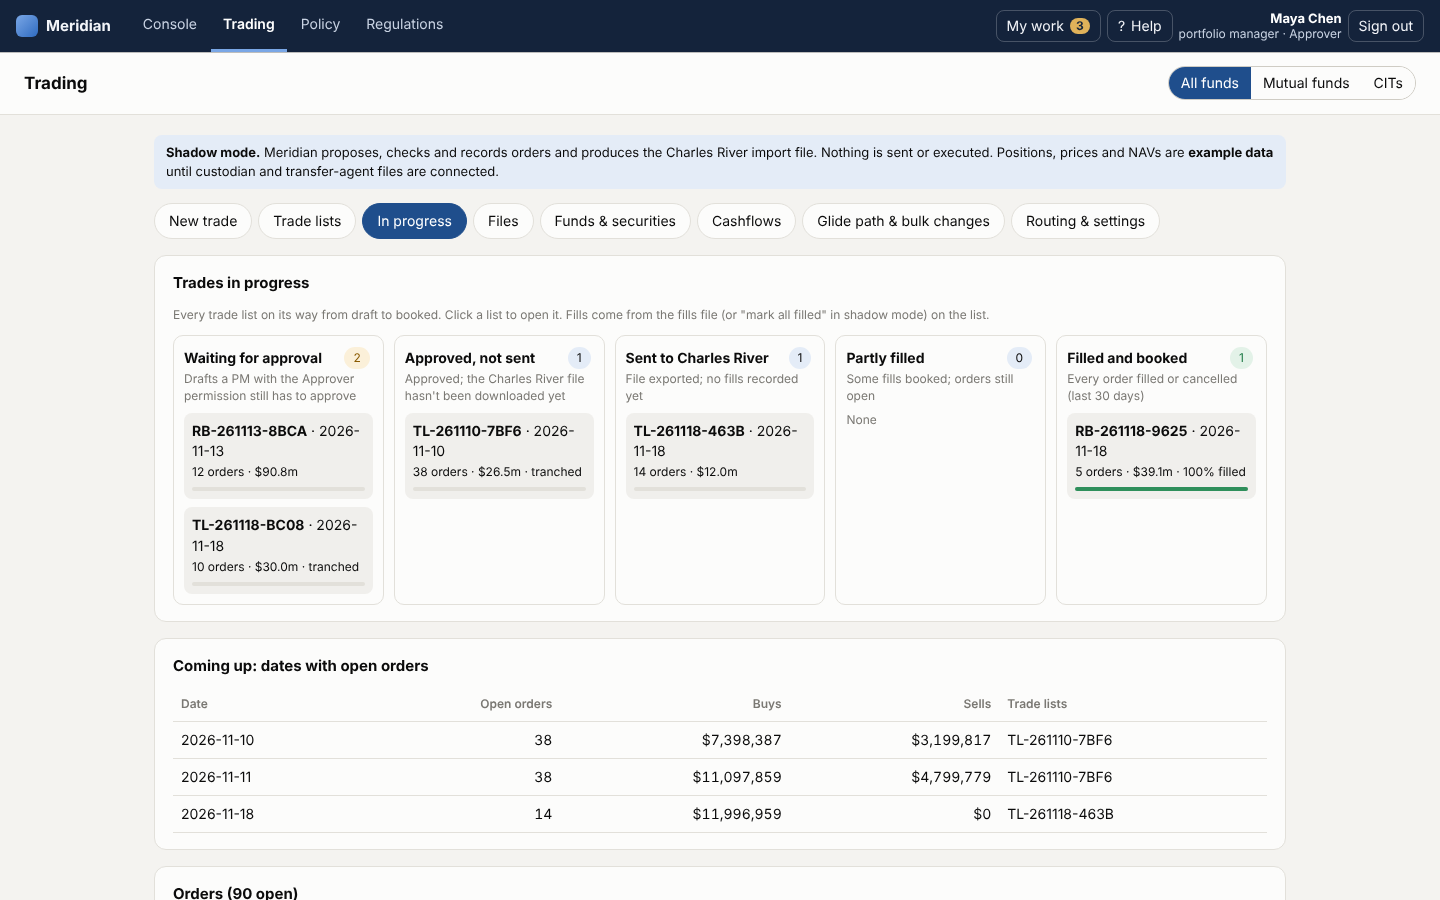 Meridian
Console
Trading
Policy
Regulations
My work 3
? Help
Maya Chen
portfolio manager · Approver
Sign out
Trading
All funds
Mutual funds
CITs
Shadow mode. Meridian proposes, checks and records orders and produces the Charles River import file. Nothing is sent or executed. Positions, prices and NAVs are example data
until custodian and transfer-agent files are connected.
New trade
Trade lists
In progress
Files
Funds & securities
Cashflows
Glide path & bulk changes
Routing & settings
Trades in progress
Every trade list on its way from draft to booked. Click a list to open it. Fills come from the fills file (or "mark all filled" in shadow mode) on the list.
Waiting for approval 2
Drafts a PM with the Approver
permission still has to approve
RB-261113-8BCA · 2026-
11-13
12 orders · $90.8m
TL-261118-BC08 · 2026-
11-18
10 orders · $30.0m · tranched
Approved, not sent 1
Approved; the Charles River file
hasn't been downloaded yet
TL-261110-7BF6 · 2026-
11-10
38 orders · $26.5m · tranched
Sent to Charles River 1
File exported; no fills recorded
yet
TL-261118-463B · 2026-
11-18
14 orders · $12.0m
Partly filled 0
Some fills booked; orders still
open
None
Filled and booked 1
Every order filled or cancelled
(last 30 days)
RB-261118-9625 · 2026-
11-18
5 orders · $39.1m · 100% filled
Coming up: dates with open orders
Date Open orders Buys Sells Trade lists
2026-11-10 38 $7,398,387 $3,199,817 TL-261110-7BF6
2026-11-11 38 $11,097,859 $4,799,779 TL-261110-7BF6
2026-11-18 14 $11,996,959 $0 TL-261118-463B
Orders (90 open)